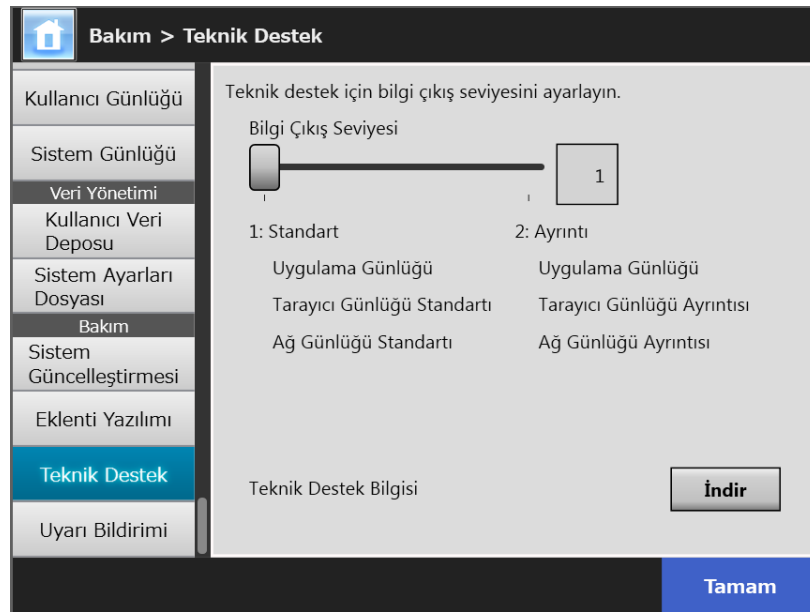 Bakım > Teknik Destek
Kullanıcı Günlüğü
Sistem Günlüğü
Veri Yönetimi
Kullanıcı Veri
Deposu
Sistem Ayarları
Dosyası
Bakım
Sistem
Güncelleştirmesi
Eklenti Yazılımı
Teknik Destek
Uyarı Bildirimi
Teknik destek için bilgi çıkış seviyesini ayarlayın.
Bilgi Çıkış Seviyesi
1
1: Standart 2: Ayrıntı
Uygulama Günlüğü Uygulama Günlüğü
Tarayıcı Günlüğü Standartı Tarayıcı Günlüğü Ayrıntısı
Ağ Günlüğü Standartı Ağ Günlüğü Ayrıntısı
Teknik Destek Bilgisi İndir
Tamam